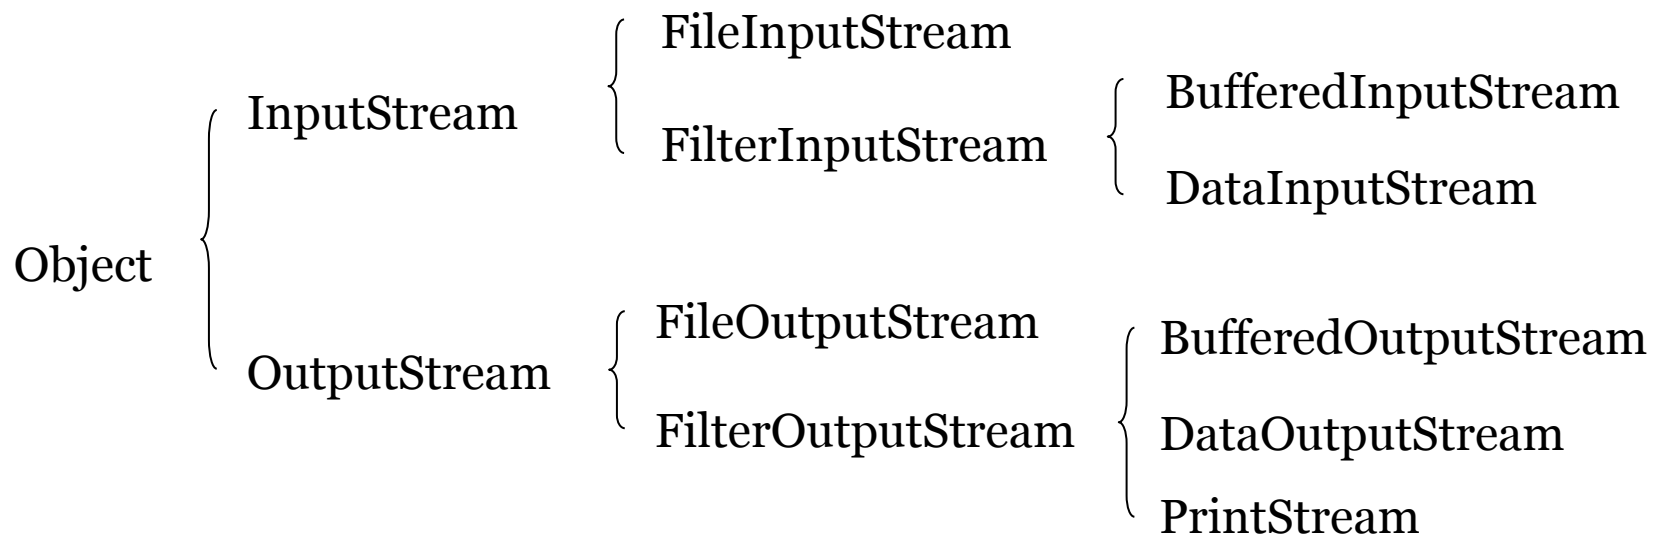 Object
InputStream
FileInputStream
FilterInputStream
BufferedInputStream
DataInputStream
OutputStream
FileOutputStream
FilterOutputStream
BufferedOutputStream
DataOutputStream
PrintStream